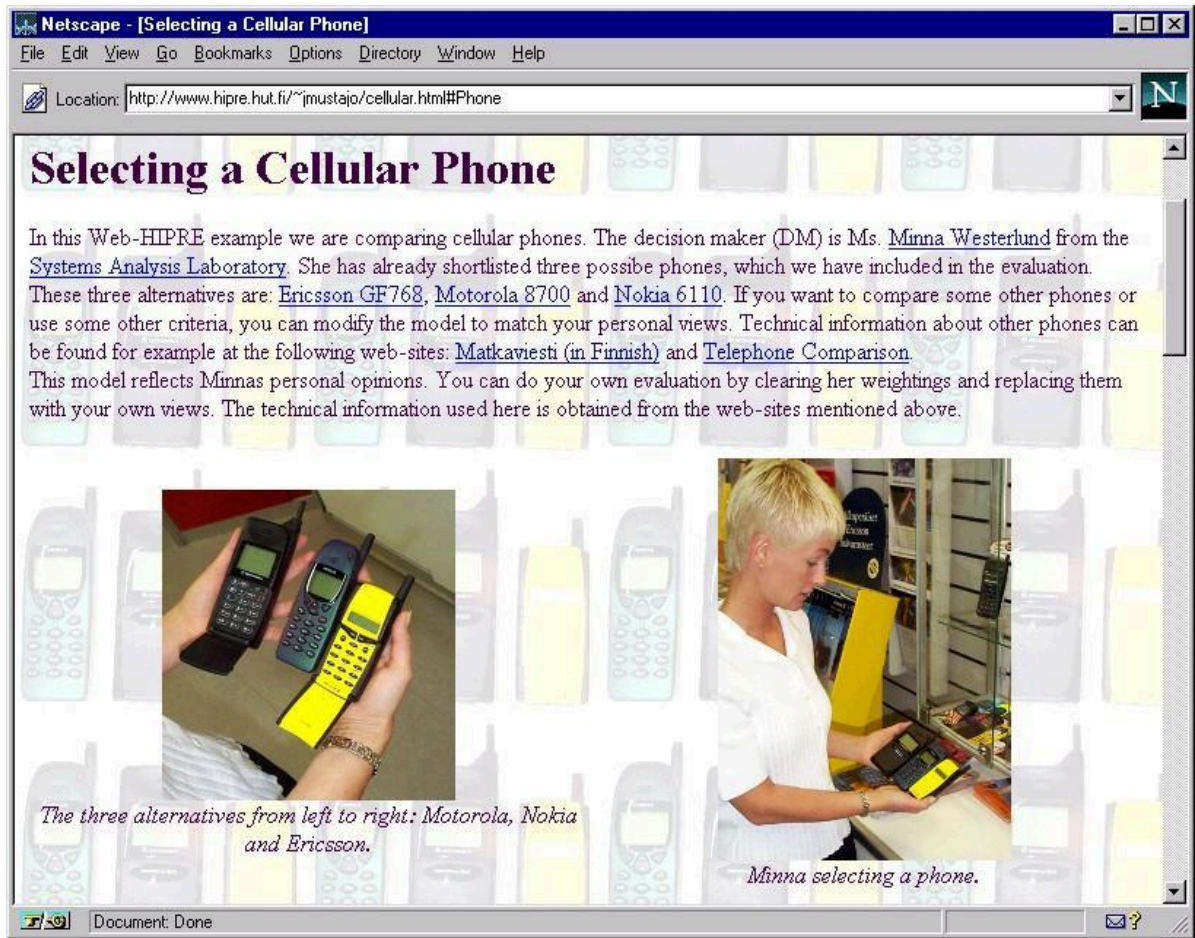 Netscape - [Selecting a Cellular Phone]
File Edit View Go Bookmarks Options Directory Window Help
Location: http://www.hipre.hut.fi/~jmustajo/cellular.html#Phone
N
Selecting a Cellular Phone
In this Web-HIPRE example we are comparing cellular phones. The decision maker (DM) is Ms. Minna Westerlund from the
Systems Analysis Laboratory. She has already shortlisted three possibe phones, which we have included in the evaluation.
These three alternatives are: Ericsson GF768, Motorola 8700 and Nokia 6110. If you want to compare some other phones or
use some other criteria, you can modify the model to match your personal views. Technical information about other phones can
be found for example at the following web-sites: Matkaviesti (in Finnish) and Telephone Comparison.
This model reflects Minnas personal opinions. You can do your own evaluation by clearing her weightings and replacing them
with your own views. The technical information used here is obtained from the web-sites mentioned above.
The three alternatives from left to right: Motorola, Nokia
and Ericsson.
Minna selecting a phone.
Document: Done